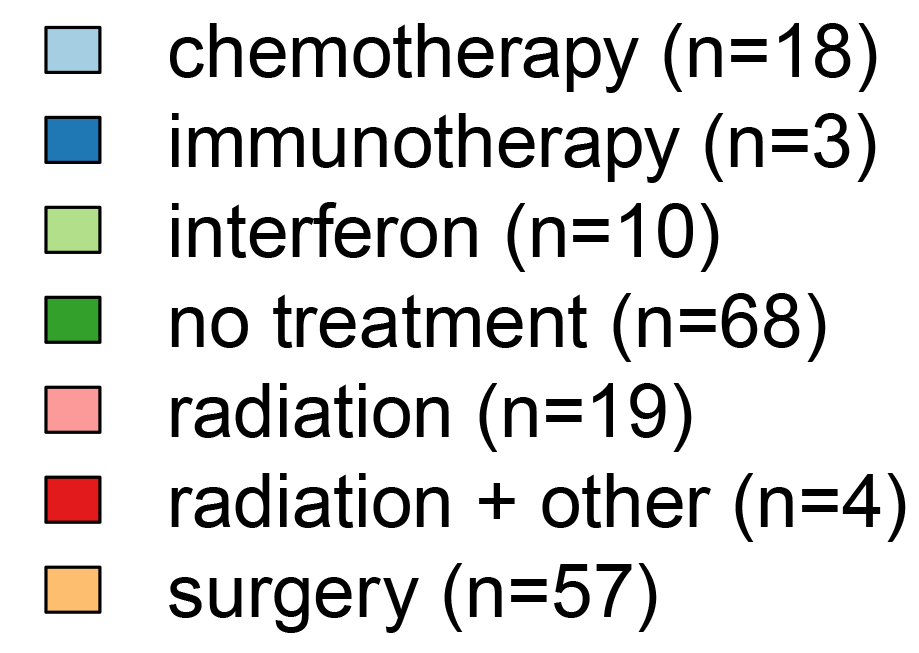 chemotherapy (n=18)
immunotherapy (n=3)
interferon (n=10)
no treatment (n=68)
radiation (n=19)
radiation + other (n=4)
surgery (n=57)